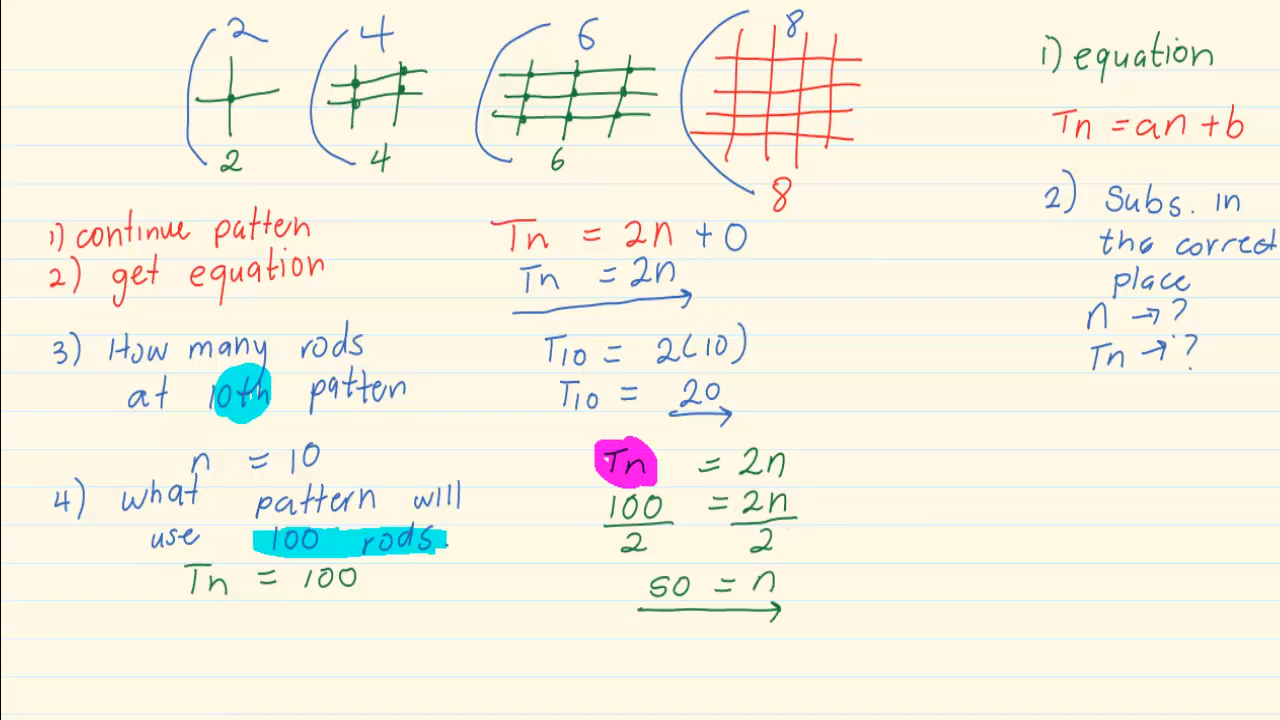 2 4 6 8
2 4 6 8
1) continue patten
2) get equation
Tn = 2n + 0
Tn = 2n
3) How many rods
at 10th patten
T10 = 2(10)
T10 = 20
n = 10
4) what pattern will
use 100 rods.
Tn = 100
Tn = 2n
100 = 2n
2 2
50 = n
1) equation
Tn = an + b
2) Subs. in
the correct
place
n → ?
Tn → ?